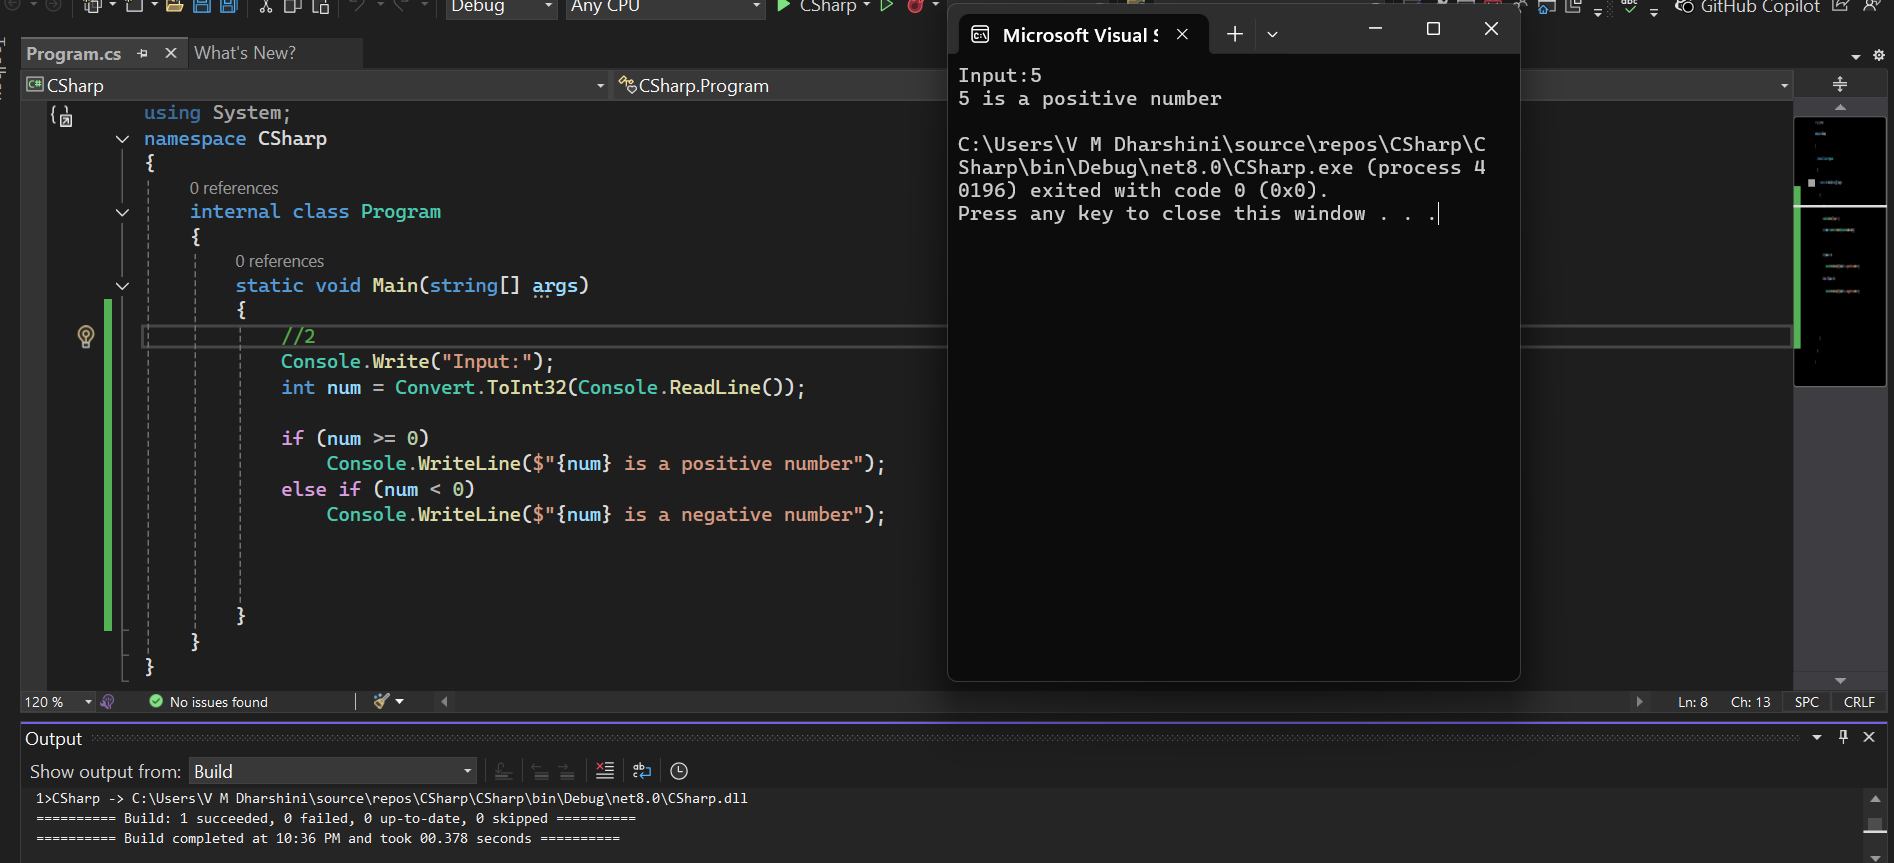 Debug
Any CPU
CSharp
GitHub Copilot
Program.cs
What's New?
CSharp
CSharp.Program
using System;
namespace CSharp
{
0 references
internal class Program
{
0 references
static void Main(string[] args)
{
//2
Console.Write("Input:");
int num = Convert.ToInt32(Console.ReadLine());
if (num >= 0)
Console.WriteLine($"{num} is a positive number");
else if (num < 0)
Console.WriteLine($"{num} is a negative number");
}
}
}
Microsoft Visual S
Input:5
5 is a positive number
C:\Users\V M Dharshini\source\repos\CSharp\C
Sharp\bin\Debug\net8.0\CSharp.exe (process 4
0196) exited with code 0 (0x0).
Press any key to close this window . . .
120 %
No issues found
Ln: 8
Ch: 13
SPC
CRLF
Output
Show output from:
Build
1>CSharp -> C:\Users\V M Dharshini\source\repos\CSharp\CSharp\bin\Debug\net8.0\CSharp.dll
========== Build: 1 succeeded, 0 failed, 0 up-to-date, 0 skipped ==========
========== Build completed at 10:36 PM and took 00.378 seconds ==========